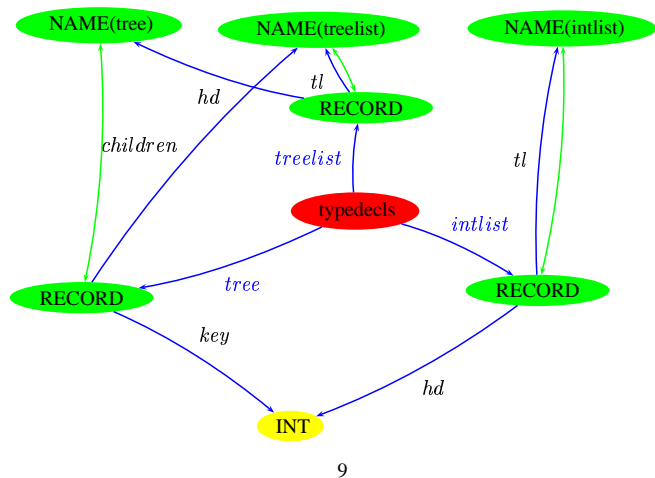 NAME(tree) NAME(treelist) NAME(intlist)
hd tl
RECORD
children
treelist tl
typedecls
intlist
tree
RECORD RECORD
key
hd
INT
9